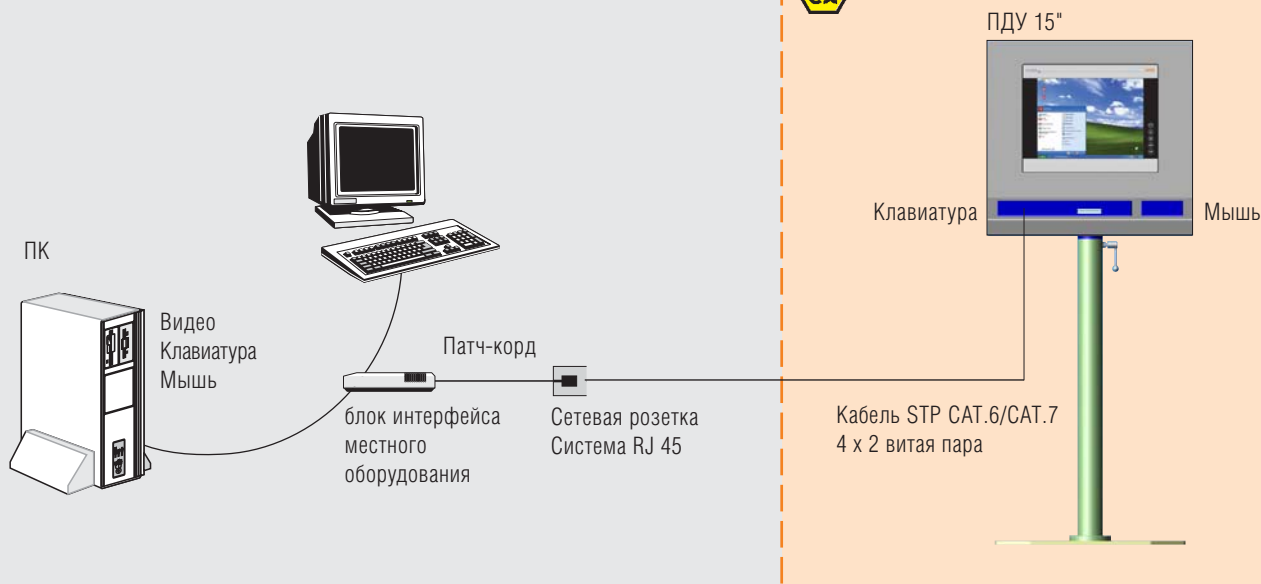 ПДУ 15"
Клавиатура
Мышь
ПК
Видео
Клавиатура
Мышь
Патч-корд
блок интерфейса
местного
оборудования
Сетевая розетка
Система RJ 45
Кабель STP CAT.6/CAT.7
4 x 2 витая пара